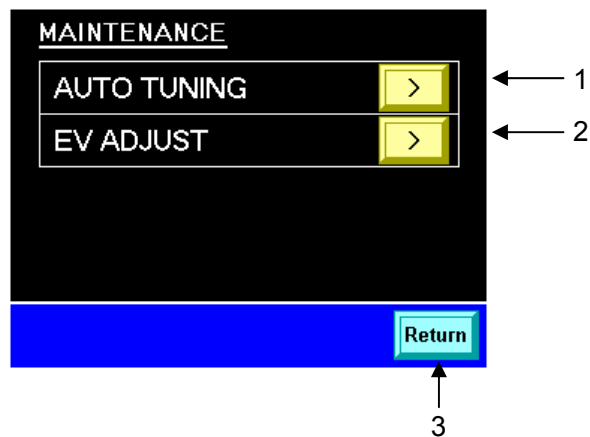 MAINTENANCE
AUTO TUNING > 1
EV ADJUST > 2
Return
3